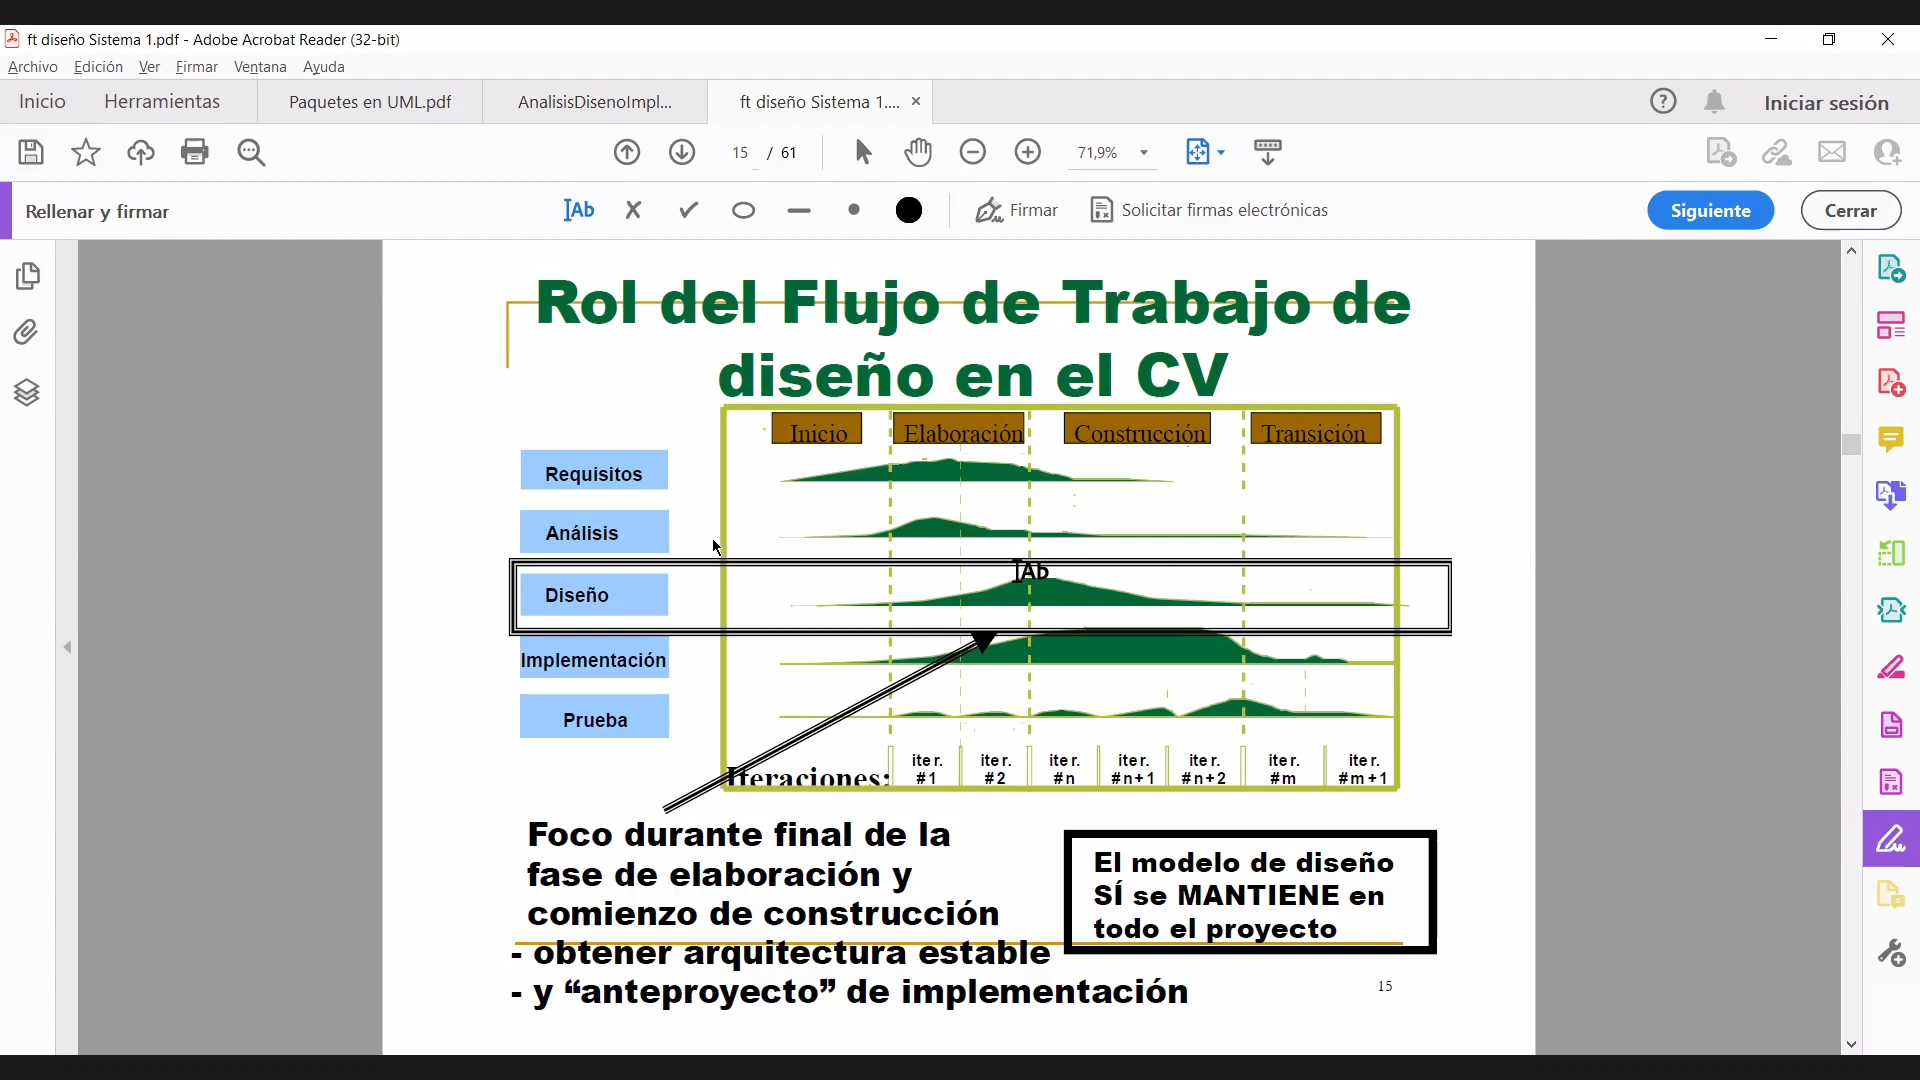 ft diseño Sistema 1.pdf - Adobe Acrobat Reader (32-bit)
Archivo Edición Ver Firmar Ventana Ayuda
Inicio Herramientas Paquetes en UML.pdf AnalisisDisenoImpl... ft diseño Sistema 1.... × Iniciar sesión
15 / 61 71,9%
Rellenar y firmar Ab Firmar Solicitar firmas electrónicas Siguiente Cerrar
Rol del Flujo de Trabajo de
diseño en el CV
Inicio Elaboración Construcción Transición
Requisitos
Análisis
Ab
Diseño
Implementación
Prueba
Iteraciones:
iter. #1
iter. #2
iter. #n
iter. #n+1
iter. #n+2
iter. #m
iter. #m+1
Foco durante final de la
fase de elaboración y
comienzo de construcción
- obtener arquitectura estable
- y “anteproyecto” de implementación
El modelo de diseño
SÍ se MANTIENE en
todo el proyecto
15